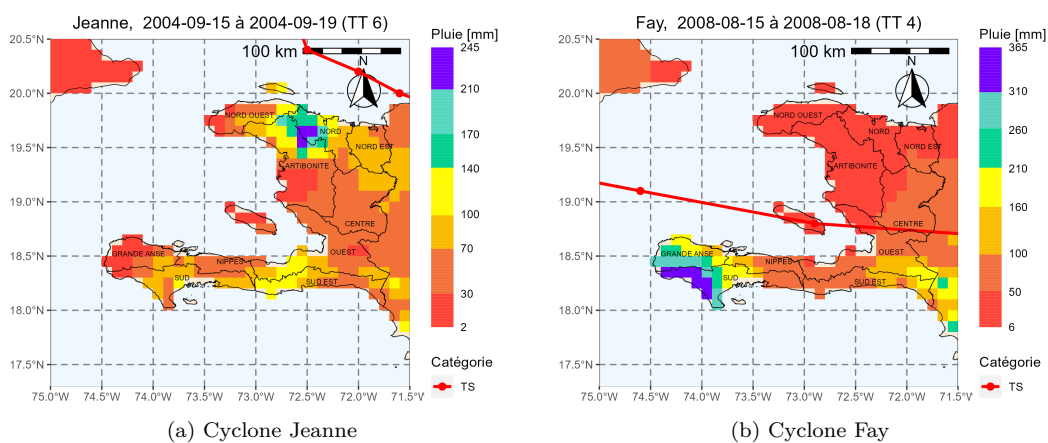 Jeanne, 2004-09-15 à 2004-09-19 (TT 6)
20.5°N
20.0°N
19.5°N
19.0°N
18.5°N
18.0°N
17.5°N
75.0°W 74.5°W 74.0°W 73.5°W 73.0°W 72.5°W 72.0°W 71.5°W
100 km
N
NORD OUEST
NORD
NORD EST
ARTIBONITE
CENTRE
OUEST
GRANDE ANSE
NIPPES
SUD
SUD EST
Pluie [mm]
245
210
170
140
100
70
30
2
Catégorie
TS
(a) Cyclone Jeanne
Fay, 2008-08-15 à 2008-08-18 (TT 4)
20.5°N
20.0°N
19.5°N
19.0°N
18.5°N
18.0°N
17.5°N
75.0°W 74.5°W 74.0°W 73.5°W 73.0°W 72.5°W 72.0°W 71.5°W
100 km
N
NORD OUEST
NORD
NORD EST
ARTIBONITE
CENTRE
OUEST
GRANDE ANSE
NIPPES
SUD
SUD EST
Pluie [mm]
365
310
260
210
160
100
50
6
Catégorie
TS
(b) Cyclone Fay